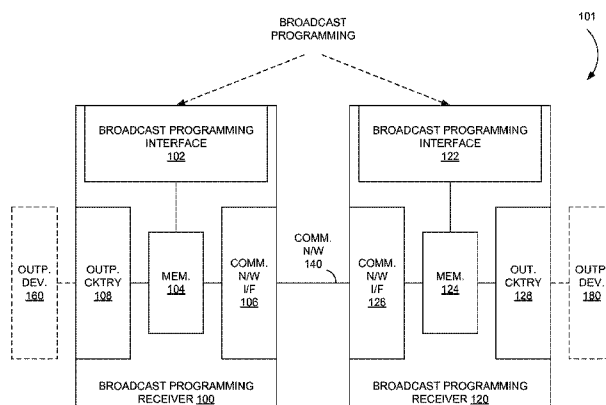 BROADCAST
PROGRAMMING
101
BROADCAST PROGRAMMING
INTERFACE
102
BROADCAST PROGRAMMING
INTERFACE
122
OUTP.
DEV.
160
OUTP.
CKTRY
108
MEM.
104
COMM.
N/W
I/F
106
COMM.
N/W
140
COMM.
N/W
I/F
126
MEM.
124
OUT.
CKTRY
128
OUTP.
DEV.
180
BROADCAST PROGRAMMING
RECEIVER 100
BROADCAST PROGRAMMING
RECEIVER 120